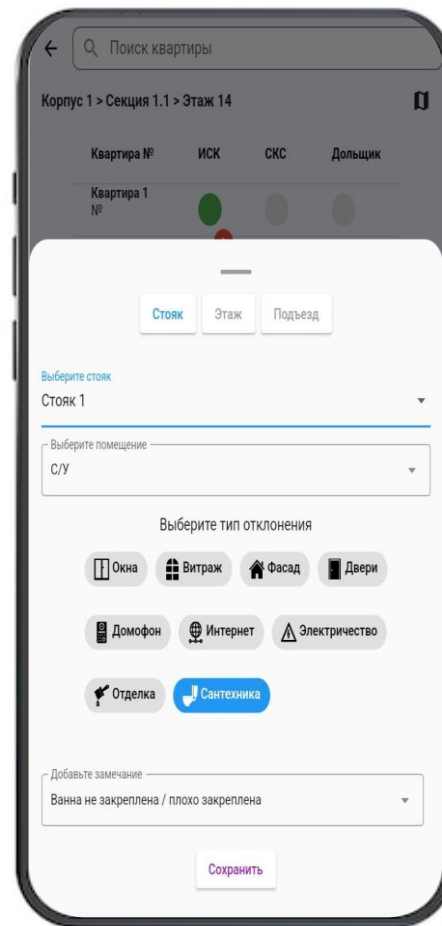 Поиск квартиры
Корпус 1 > Секция 1.1 > Этаж 14
Квартира № ИСК СКС Дольщик
Квартира 1
№
Стояк Этаж Подъезд
Выберите стояк
Стояк 1
Выберите помещение
С/У
Выберите тип отклонения
Окна Витраж Фасад Двери
Домофон Интернет Электричество
Отделка Сантехника
Добавьте замечание
Ванна не закреплена / плохо закреплена
Сохранить